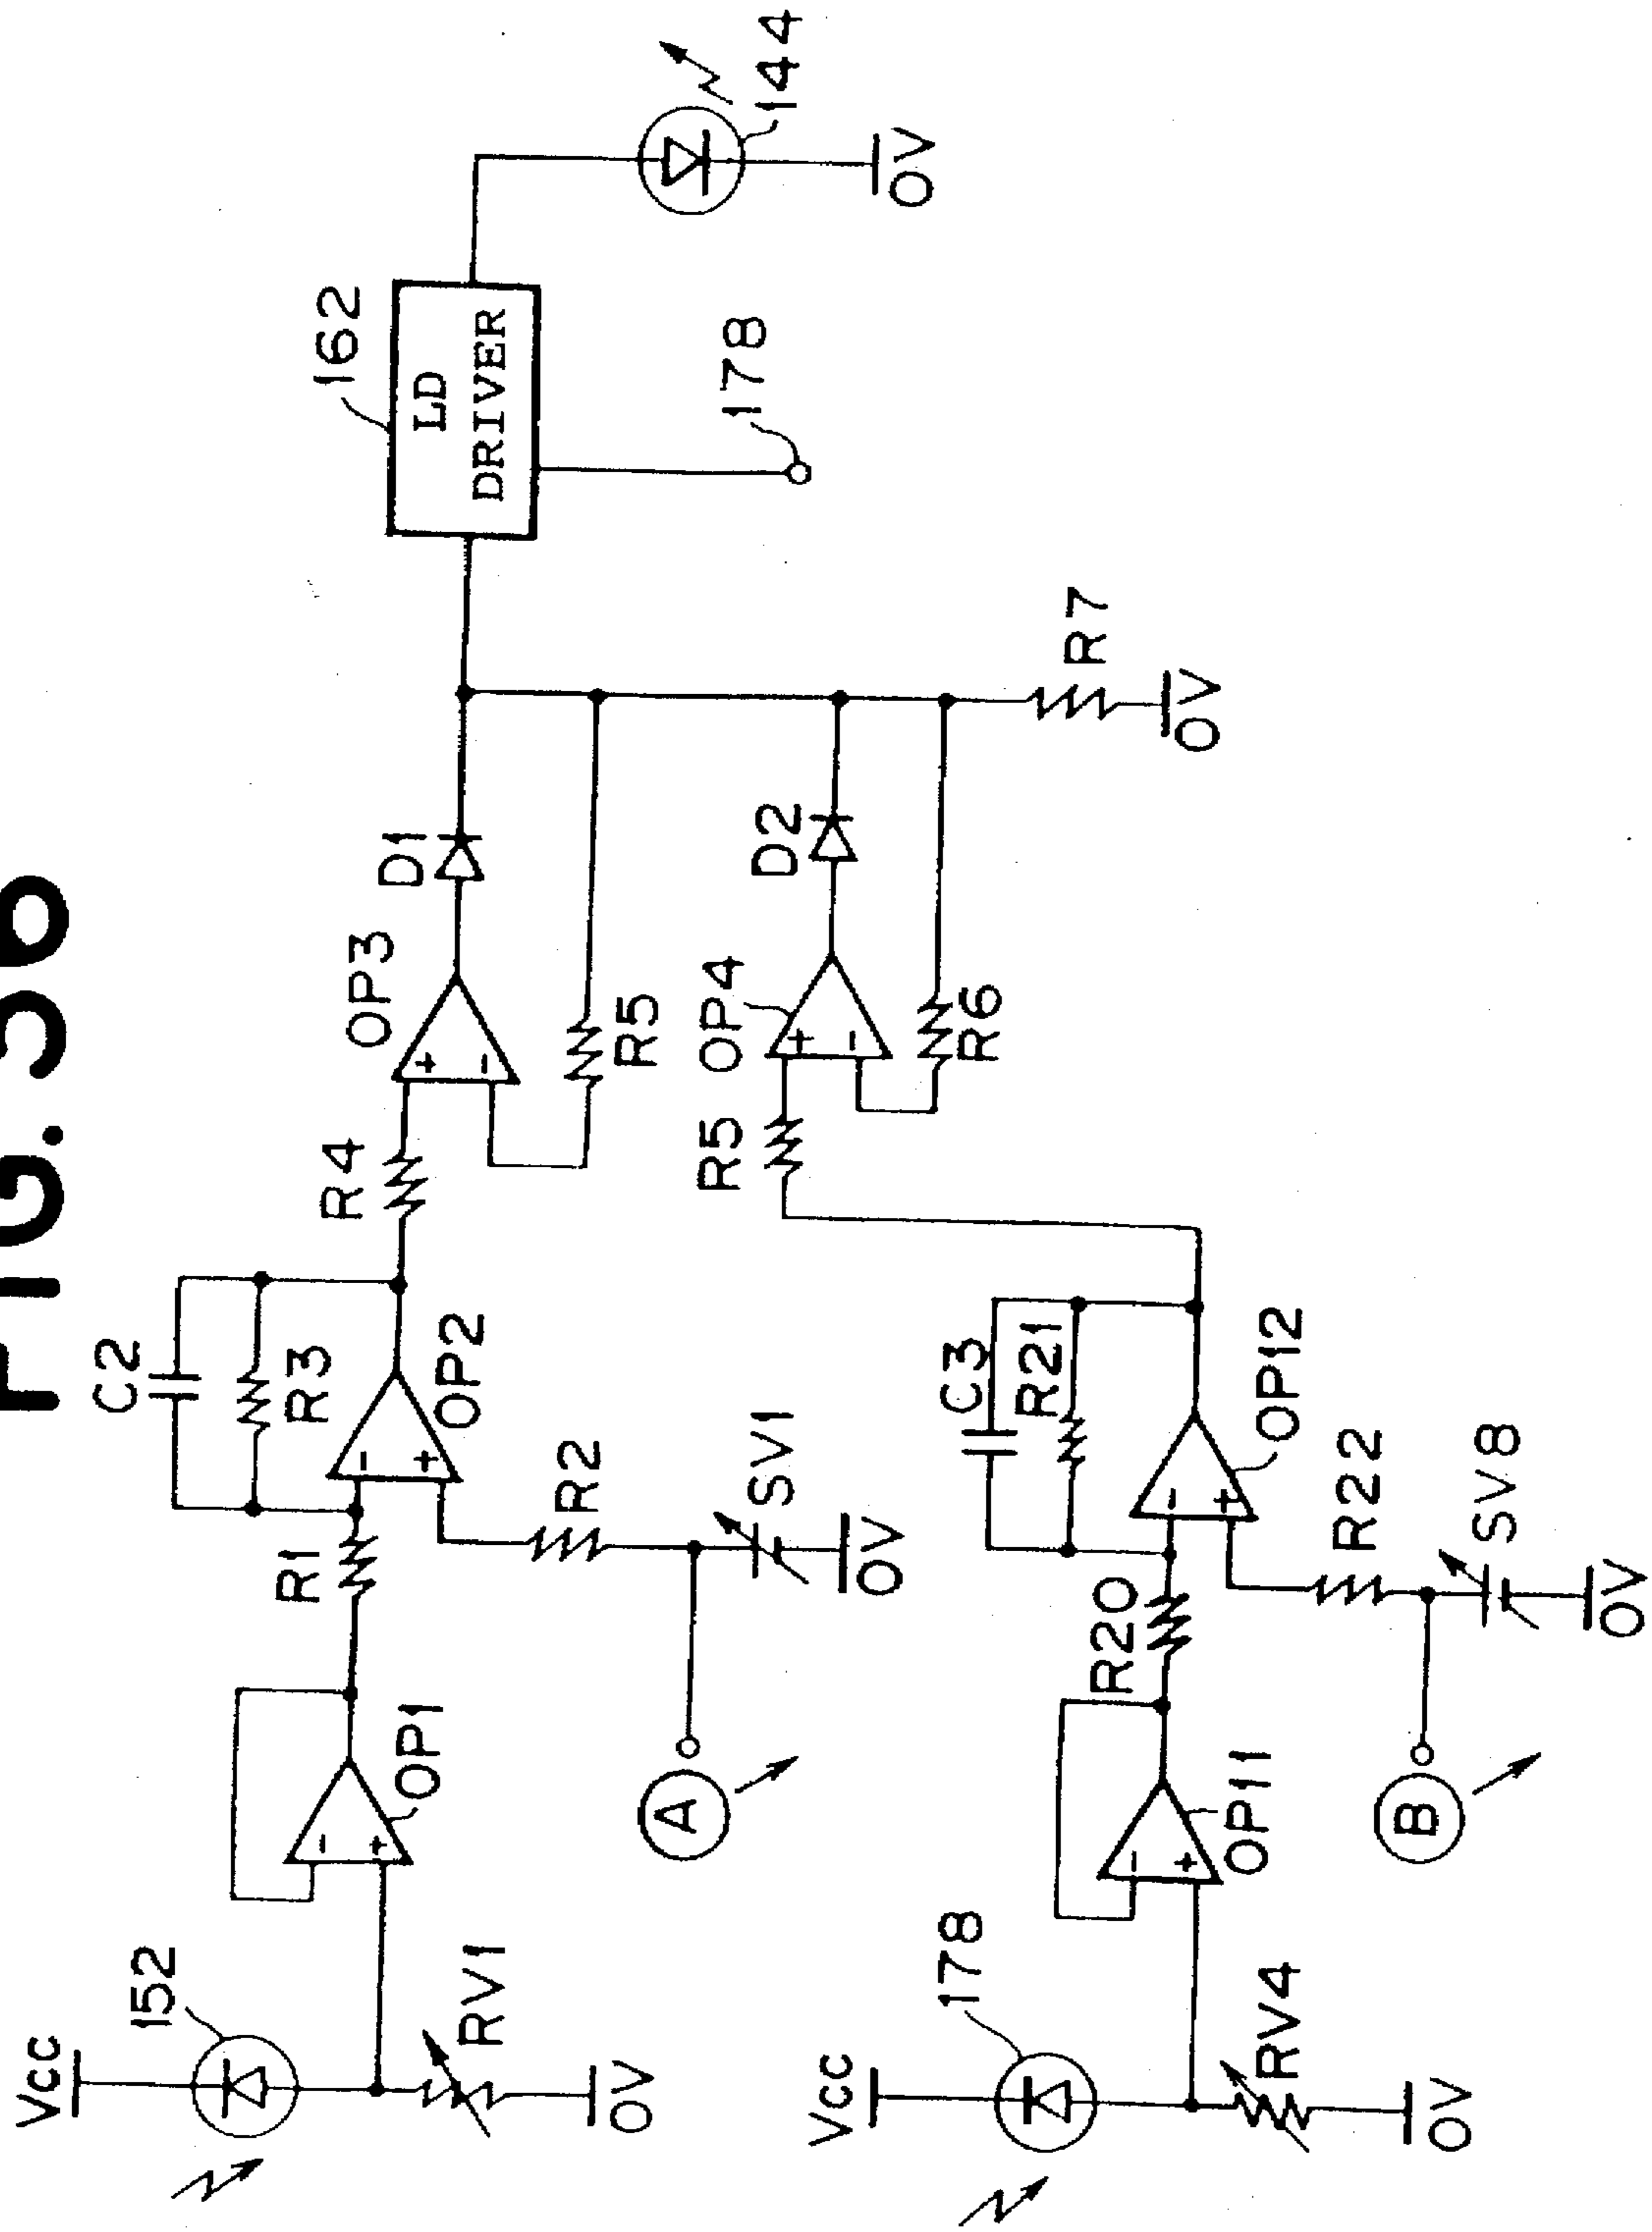 FIG. 36
Vcc
152
RV1
0V
OP1
-
+
R1
C2
R3
OP2
-
+
R2
SV1
0V
A
R4
OP3
+
-
D1
R5
162
LD
DRIVER
178
144
0V
Vcc
178
RV4
0V
OP11
-
+
R20
C3
R21
OP12
-
+
R22
SV8
0V
B
R5
OP4
+
-
D2
R6
R7
0V